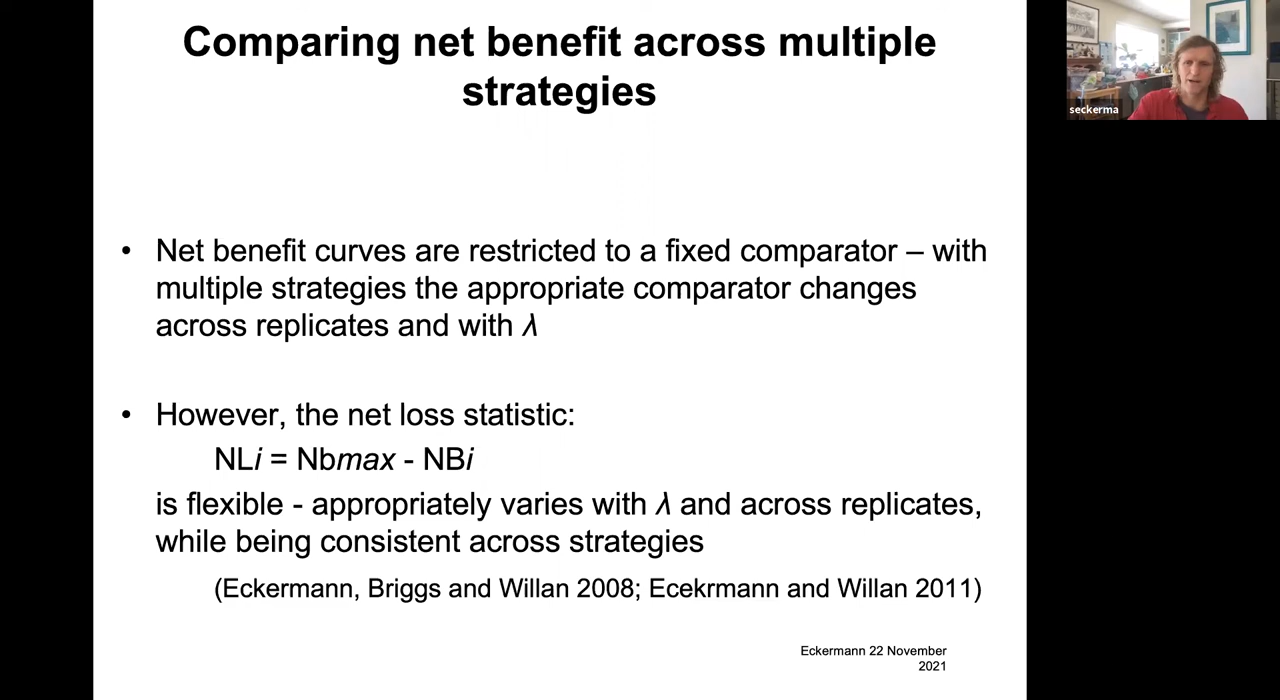 Comparing net benefit across multiple
strategies
seckerma
• Net benefit curves are restricted to a fixed comparator – with
multiple strategies the appropriate comparator changes
across replicates and with λ
• However, the net loss statistic:
NLi = Nbmax - NBi
is flexible - appropriately varies with λ and across replicates,
while being consistent across strategies
(Eckermann, Briggs and Willan 2008; Ecekrmann and Willan 2011)
Eckermann 22 November
2021